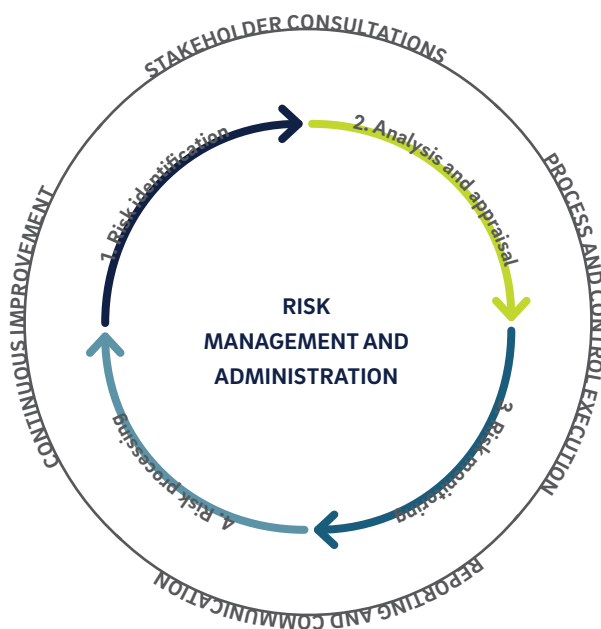 STAKEHOLDER CONSULTATIONS
PROCESS AND CONTROL EXECUTION
REPORTING AND COMMUNICATION
CONTINUOUS IMPROVEMENT
1. Risk identification
2. Analysis and appraisal
3. Risk monitoring
4. Risk processing
RISK
MANAGEMENT AND
ADMINISTRATION